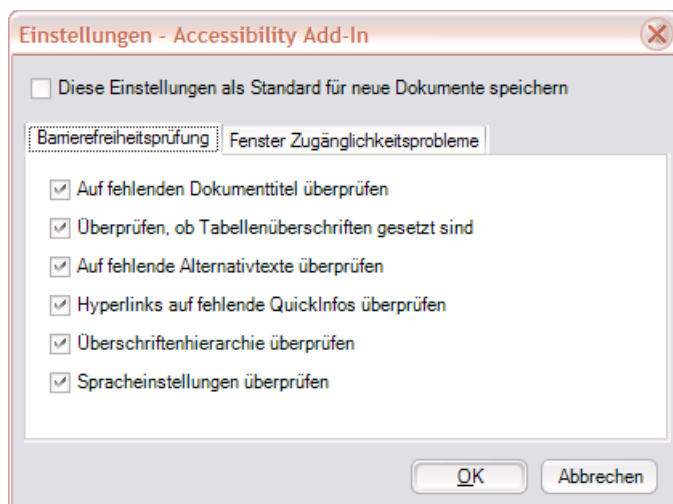 Einstellungen - Accessibility Add-In
Diese Einstellungen als Standard für neue Dokumente speichern
Barrierefreiheitsprüfung
Fenster Zugänglichkeitsprobleme
Auf fehlenden Dokumenttitel überprüfen
Überprüfen, ob Tabellenüberschriften gesetzt sind
Auf fehlende Alternativtexte überprüfen
Hyperlinks auf fehlende QuickInfos überprüfen
Überschriftenhierarchie überprüfen
Spracheinstellungen überprüfen
OK
Abbrechen